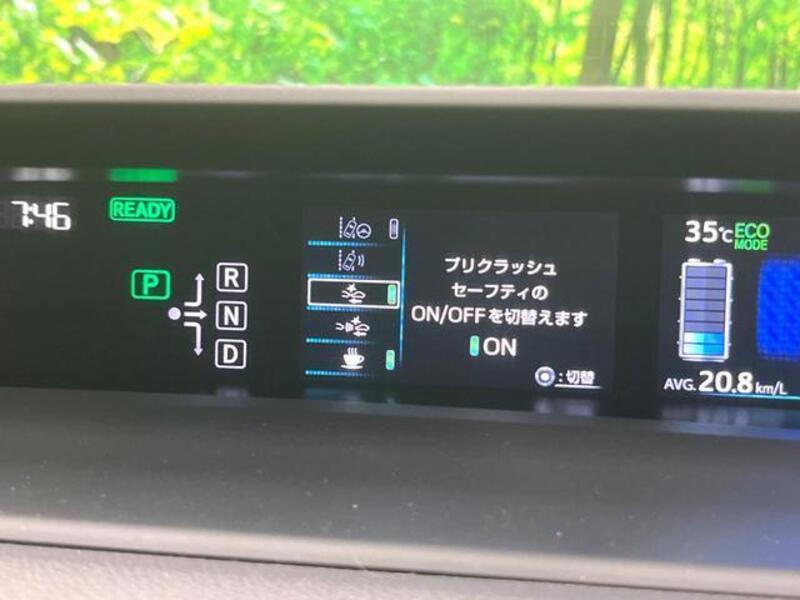 7:46
READY
P
R
N
D
プリクラッシュ
セーフティの
ON/OFFを切替えます
ON
:切替
35℃
ECO
MODE
AVG. 20.8 km/L